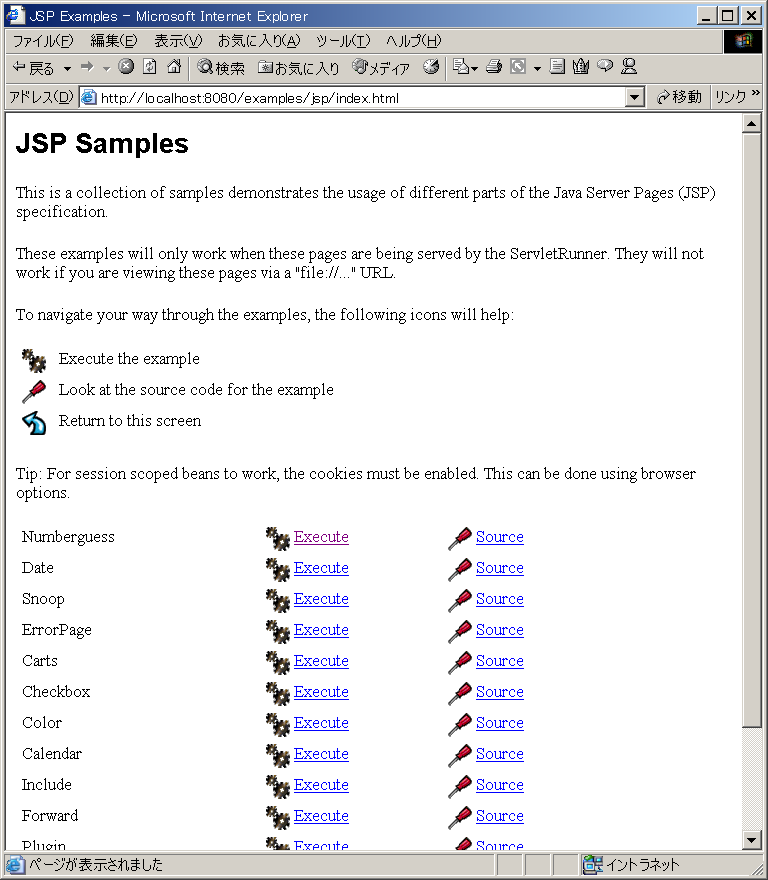 JSP Examples - Microsoft Internet Explorer
ファイル(F) 編集(E) 表示(V) お気に入り(A) ツール(T) ヘルプ(H)
戻る 検索 お気に入り メディア
アドレス(D) http://localhost:8080/examples/jsp/index.html 移動 リンク »
JSP Samples
This is a collection of samples demonstrates the usage of different parts of the Java Server Pages (JSP)
specification.
These examples will only work when these pages are being served by the ServletRunner. They will not
work if you are viewing these pages via a "file://..." URL.
To navigate your way through the examples, the following icons will help:
Execute the example
Look at the source code for the example
Return to this screen
Tip: For session scoped beans to work, the cookies must be enabled. This can be done using browser
options.
Numberguess Execute Source
Date Execute Source
Snoop Execute Source
ErrorPage Execute Source
Carts Execute Source
Checkbox Execute Source
Color Execute Source
Calendar Execute Source
Include Execute Source
Forward Execute Source
Plugin Execute Source
ページが表示されました イントラネット